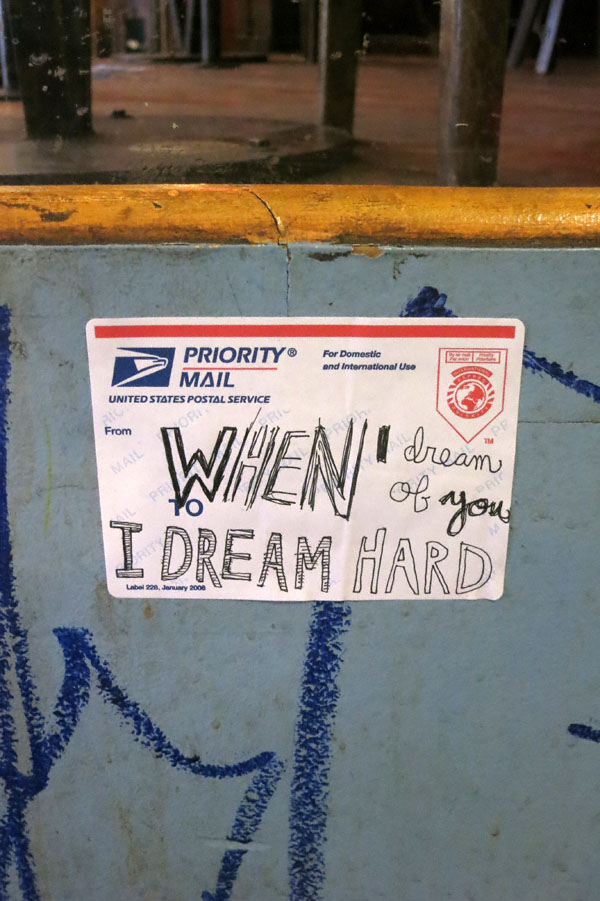 PRIORITY®
MAIL
UNITED STATES POSTAL SERVICE
For Domestic
and International Use
TM
From
WHEN I dream
of you
TO
I DREAM HARD
Label 228, January 2008